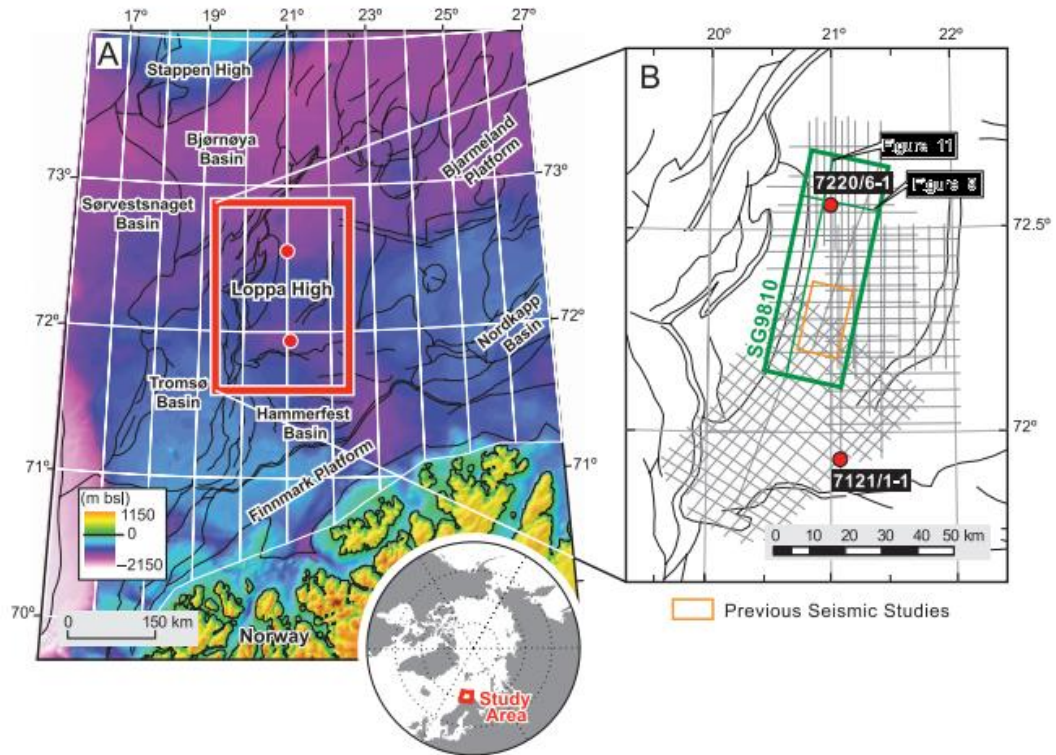 17º 19º 21º 23º 25º 27º
A
Stappen High
Bjørnøya
Basin
Bjarmeland
Platform
73º
73º
Sørvestsnaget
Basin
Loppa High
72º
72º
Nordkapp
Basin
Tromsø
Basin
Hammerfest
Basin
71º
71º
Finnmark Platform
(m bsl)
1150
0
−2150
70º
0 150 km
Norway
Study
Area
20º 21º 22º
B
Figura 11
7220/6-1
72.5º
SG9810
72º
7121/1-1
0 10 20 30 40 50 km
Previous Seismic Studies